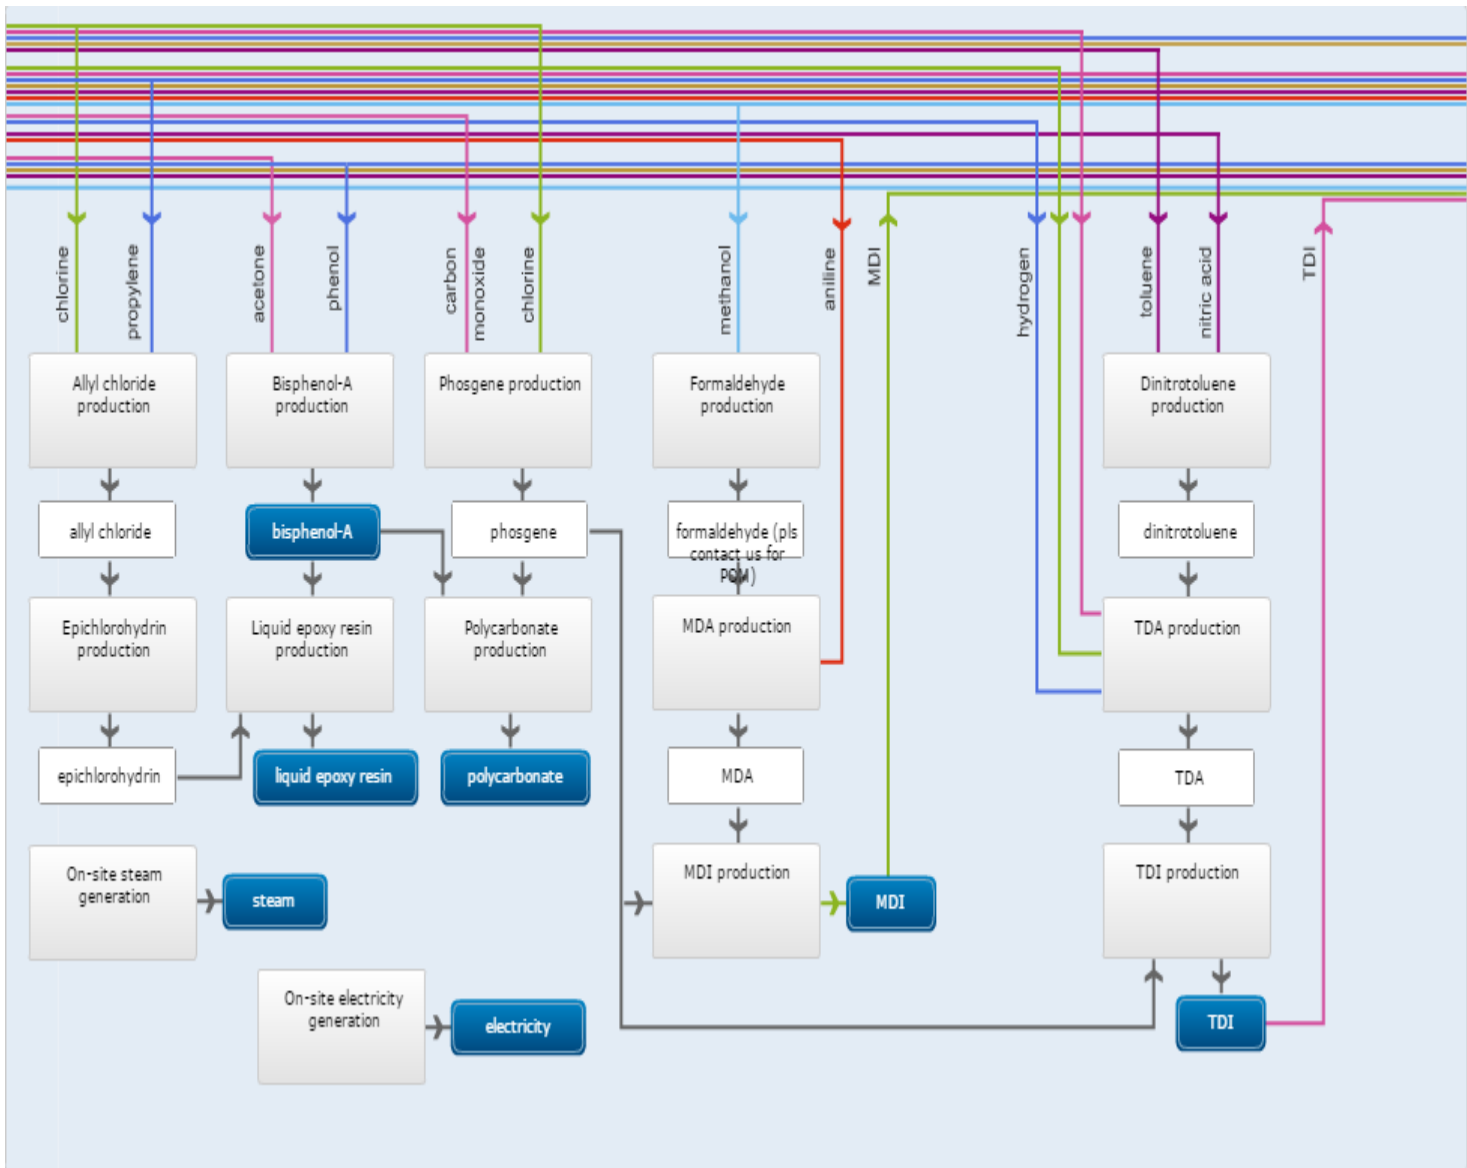 chlorine
propylene
acetone
phenol
carbon
monoxide
chlorine
methanol
aniline
MDI
hydrogen
toluene
nitric acid
TDI
Allyl chloride
production
Bisphenol-A
production
Phosgene production
Formaldehyde
production
Dinitrotoluene
production
allyl chloride
bisphenol-A
phosgene
formaldehyde (pls
contact us for
POM)
dinitrotoluene
Epichlorohydrin
production
Liquid epoxy resin
production
Polycarbonate
production
MDA production
TDA production
epichlorohydrin
liquid epoxy resin
polycarbonate
MDA
TDA
On-site steam
generation
steam
MDI production
MDI
TDI production
On-site electricity
generation
electricity
TDI